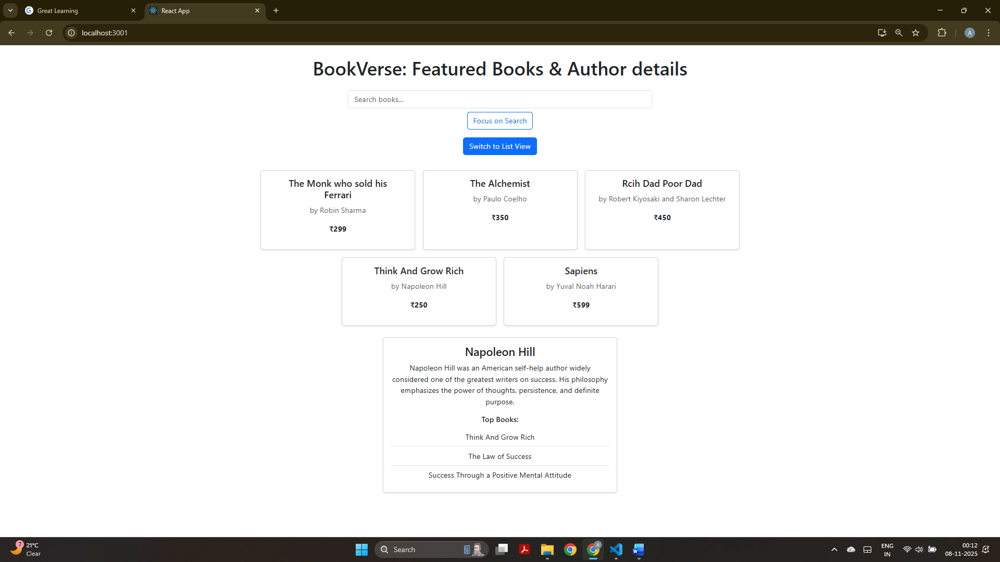 Great Learning
React App
localhost:3001
A
BookVerse: Featured Books & Author details
Search books...
Focus on Search
Switch to List View
The Monk who sold his
Ferrari
by Robin Sharma
₹299
The Alchemist
by Paulo Coelho
₹350
Rcih Dad Poor Dad
by Robert Kiyosaki and Sharon Lechter
₹450
Think And Grow Rich
by Napoleon Hill
₹250
Sapiens
by Yuval Noah Harari
₹599
Napoleon Hill
Napoleon Hill was an American self-help author widely
considered one of the greatest writers on success. His philosophy
emphasizes the power of thoughts, persistence, and definite
purpose.
Top Books:
Think And Grow Rich
The Law of Success
Success Through a Positive Mental Attitude
7
21°C
Clear
Search
A
ENG
IN
00:12
08-11-2025